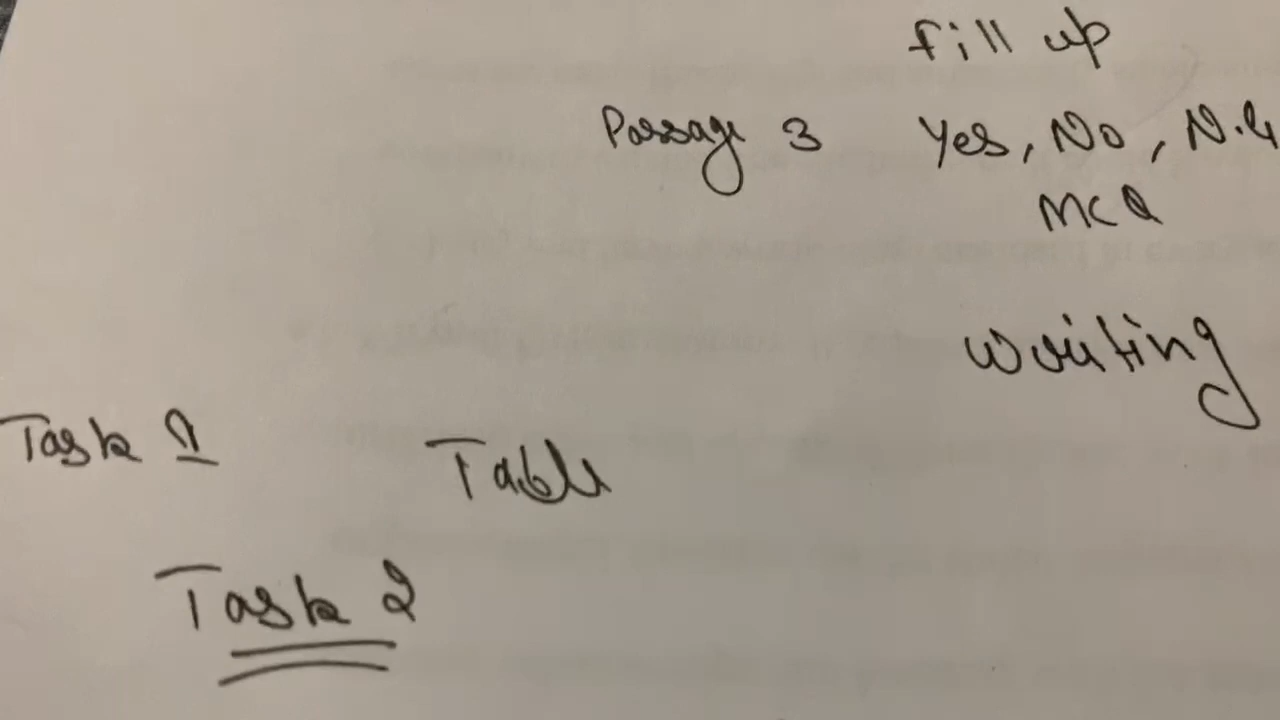 Fill up
Passage 3 Yes, No, N.G
MCQ
Writing
Task 1 Table
Task 2